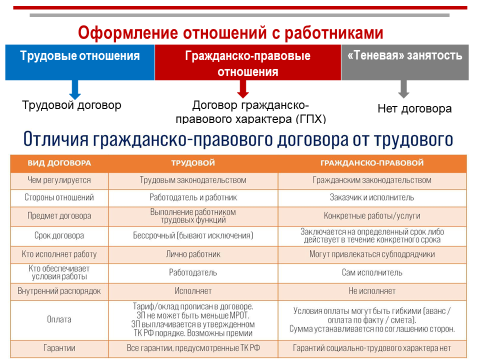 Оформление отношений с работниками
Трудовые отношения
Гражданско-правовые
отношения
«Теневая» занятость
Трудовой договор
Договор гражданско-
правового характера (ГПХ)
Нет договора
Отличия гражданско-правового договора от трудового
ВИД ДОГОВОРА ТРУДОВОЙ ГРАЖДАНСКО-ПРАВОВОЙ
Чем регулируется Трудовым законодательством Гражданским законодательством
Стороны отношений Работодатель и работник Заказчик и исполнитель
Предмет договора
Выполнение работником
трудовых функций
Конкретные работы/услуги
Срок договора Бессрочный (бывают исключения)
Заключается на определенный срок либо
действует в течение конкретного срока
Кто исполняет работу Лично работник Могут привлекаться субподрядчики
Кто обеспечивает
условия работы
Работодатель Сам исполнитель
Внутренний распорядок Исполняет Не исполняет
Оплата
Тариф/оклад прописан в договоре.
ЗП не может быть меньше МРОТ.
ЗП выплачивается в утвержденном
ТК РФ порядке. Возможны премии
Условия оплаты могут быть гибкими (аванс /
оплата по факту / смета).
Сумма устанавливается по соглашению сторон.
Гарантии Все гарантии, предусмотренные ТК РФ Гарантий социально-трудового характера нет